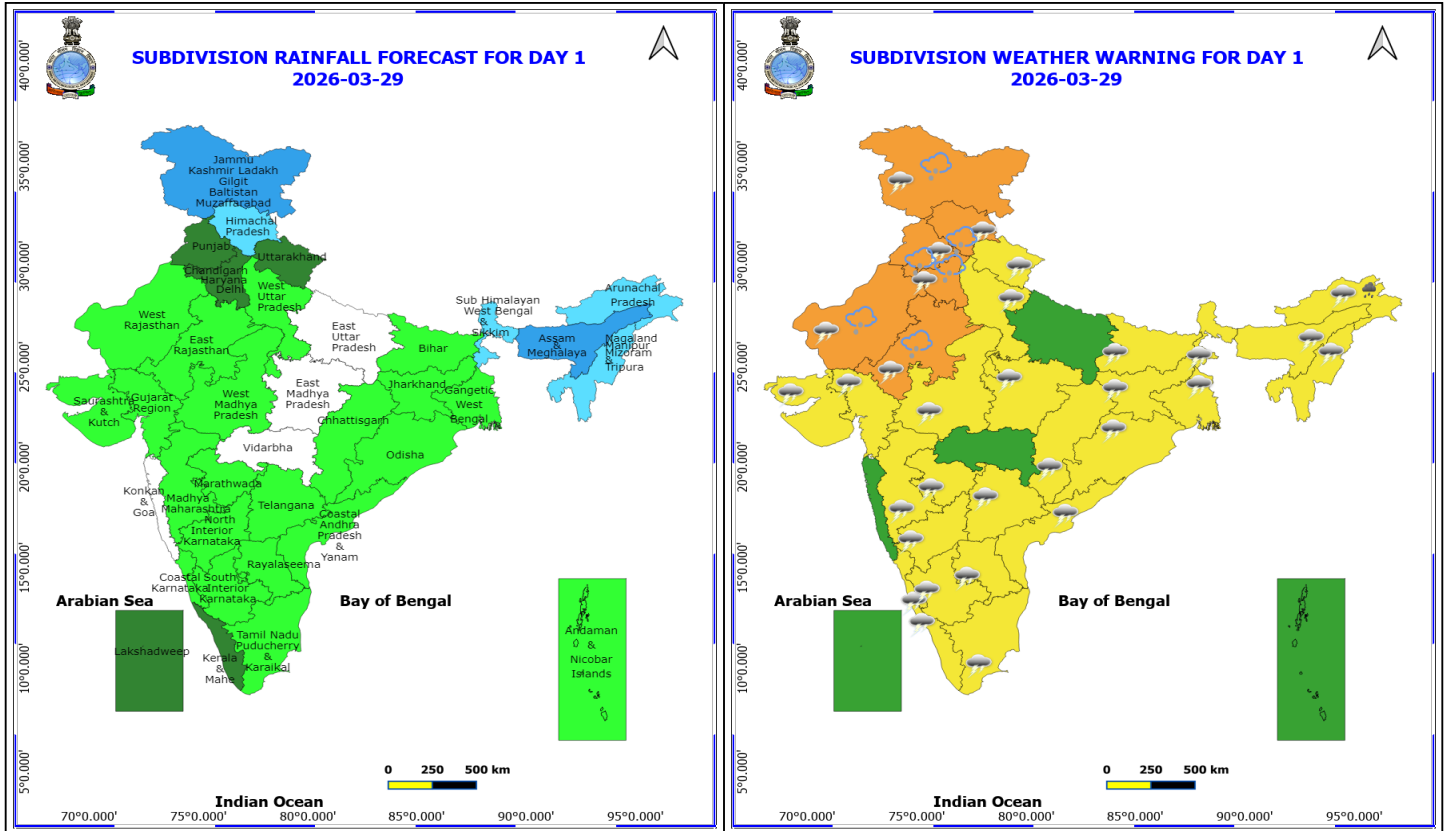 SUBDIVISION RAINFALL FORECAST FOR DAY 1
2026-03-29
40°0.000'
35°0.000'
30°0.000'
25°0.000'
20°0.000'
15°0.000'
10°0.000'
5°0.000'
Jammu
Kashmir Ladakh
Gilgit
Baltistan
Muzaffarabad
Himachal
Pradesh
Punjab
Uttarakhand
Chandigarh
Haryana
Delhi
West
Uttar
Pradesh
West
Rajasthan
East
Rajasthan
East
Uttar
Pradesh
Sub Himalayan
West Bengal
&
Sikkim
Arunachal
Pradesh
Assam
&
Meghalaya
Nagaland
Manipur
Mizoram
&
Tripura
Bihar
Jharkhand
Gangetic
West
Bengal
Saurashtra
&
Kutch
Gujarat
Region
West
Madhya
Pradesh
East
Madhya
Pradesh
Chhattisgarh
Vidarbha
Odisha
Konkan
&
Goa
Madhya
Maharashtra
Marathwada
Telangana
North
Interior
Karnataka
Coastal
Andhra
Pradesh
&
Yanam
Rayalaseema
Coastal
Karnataka
South
Interior
Karnataka
Arabian Sea
Bay of Bengal
Lakshadweep
Kerala
&
Mahe
Tamil Nadu
Puducherry
&
Karaikal
Andaman
&
Nicobar
Islands
0 250 500 km
Indian Ocean
70°0.000' 75°0.000' 80°0.000' 85°0.000' 90°0.000' 95°0.000'
SUBDIVISION WEATHER WARNING FOR DAY 1
2026-03-29
40°0.000'
35°0.000'
30°0.000'
25°0.000'
20°0.000'
15°0.000'
10°0.000'
5°0.000'
Arabian Sea
Bay of Bengal
0 250 500 km
Indian Ocean
70°0.000' 75°0.000' 80°0.000' 85°0.000' 90°0.000' 95°0.000'